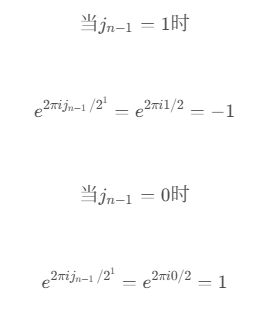 当j_{n-1} = 1时
e^{2πij_{n-1}/2^1} = e^{2πi1/2} = -1
当j_{n-1} = 0时
e^{2πij_{n-1}/2^1} = e^{2πi0/2} = 1